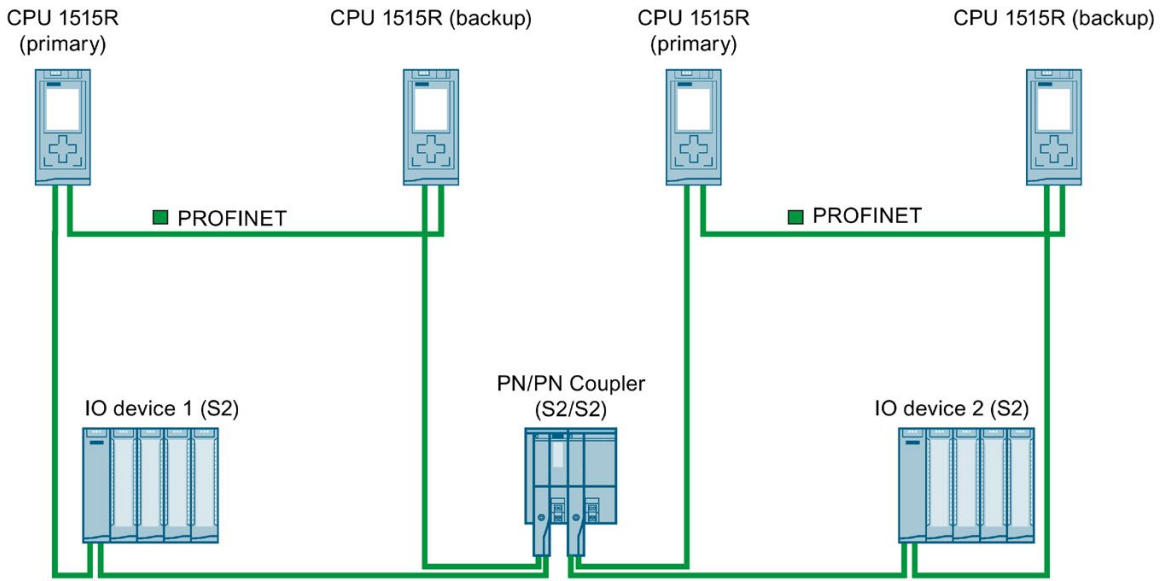 CPU 1515R
(primary)
CPU 1515R (backup)
CPU 1515R
(primary)
CPU 1515R (backup)
PROFINET
PROFINET
IO device 1 (S2)
PN/PN Coupler
(S2/S2)
IO device 2 (S2)